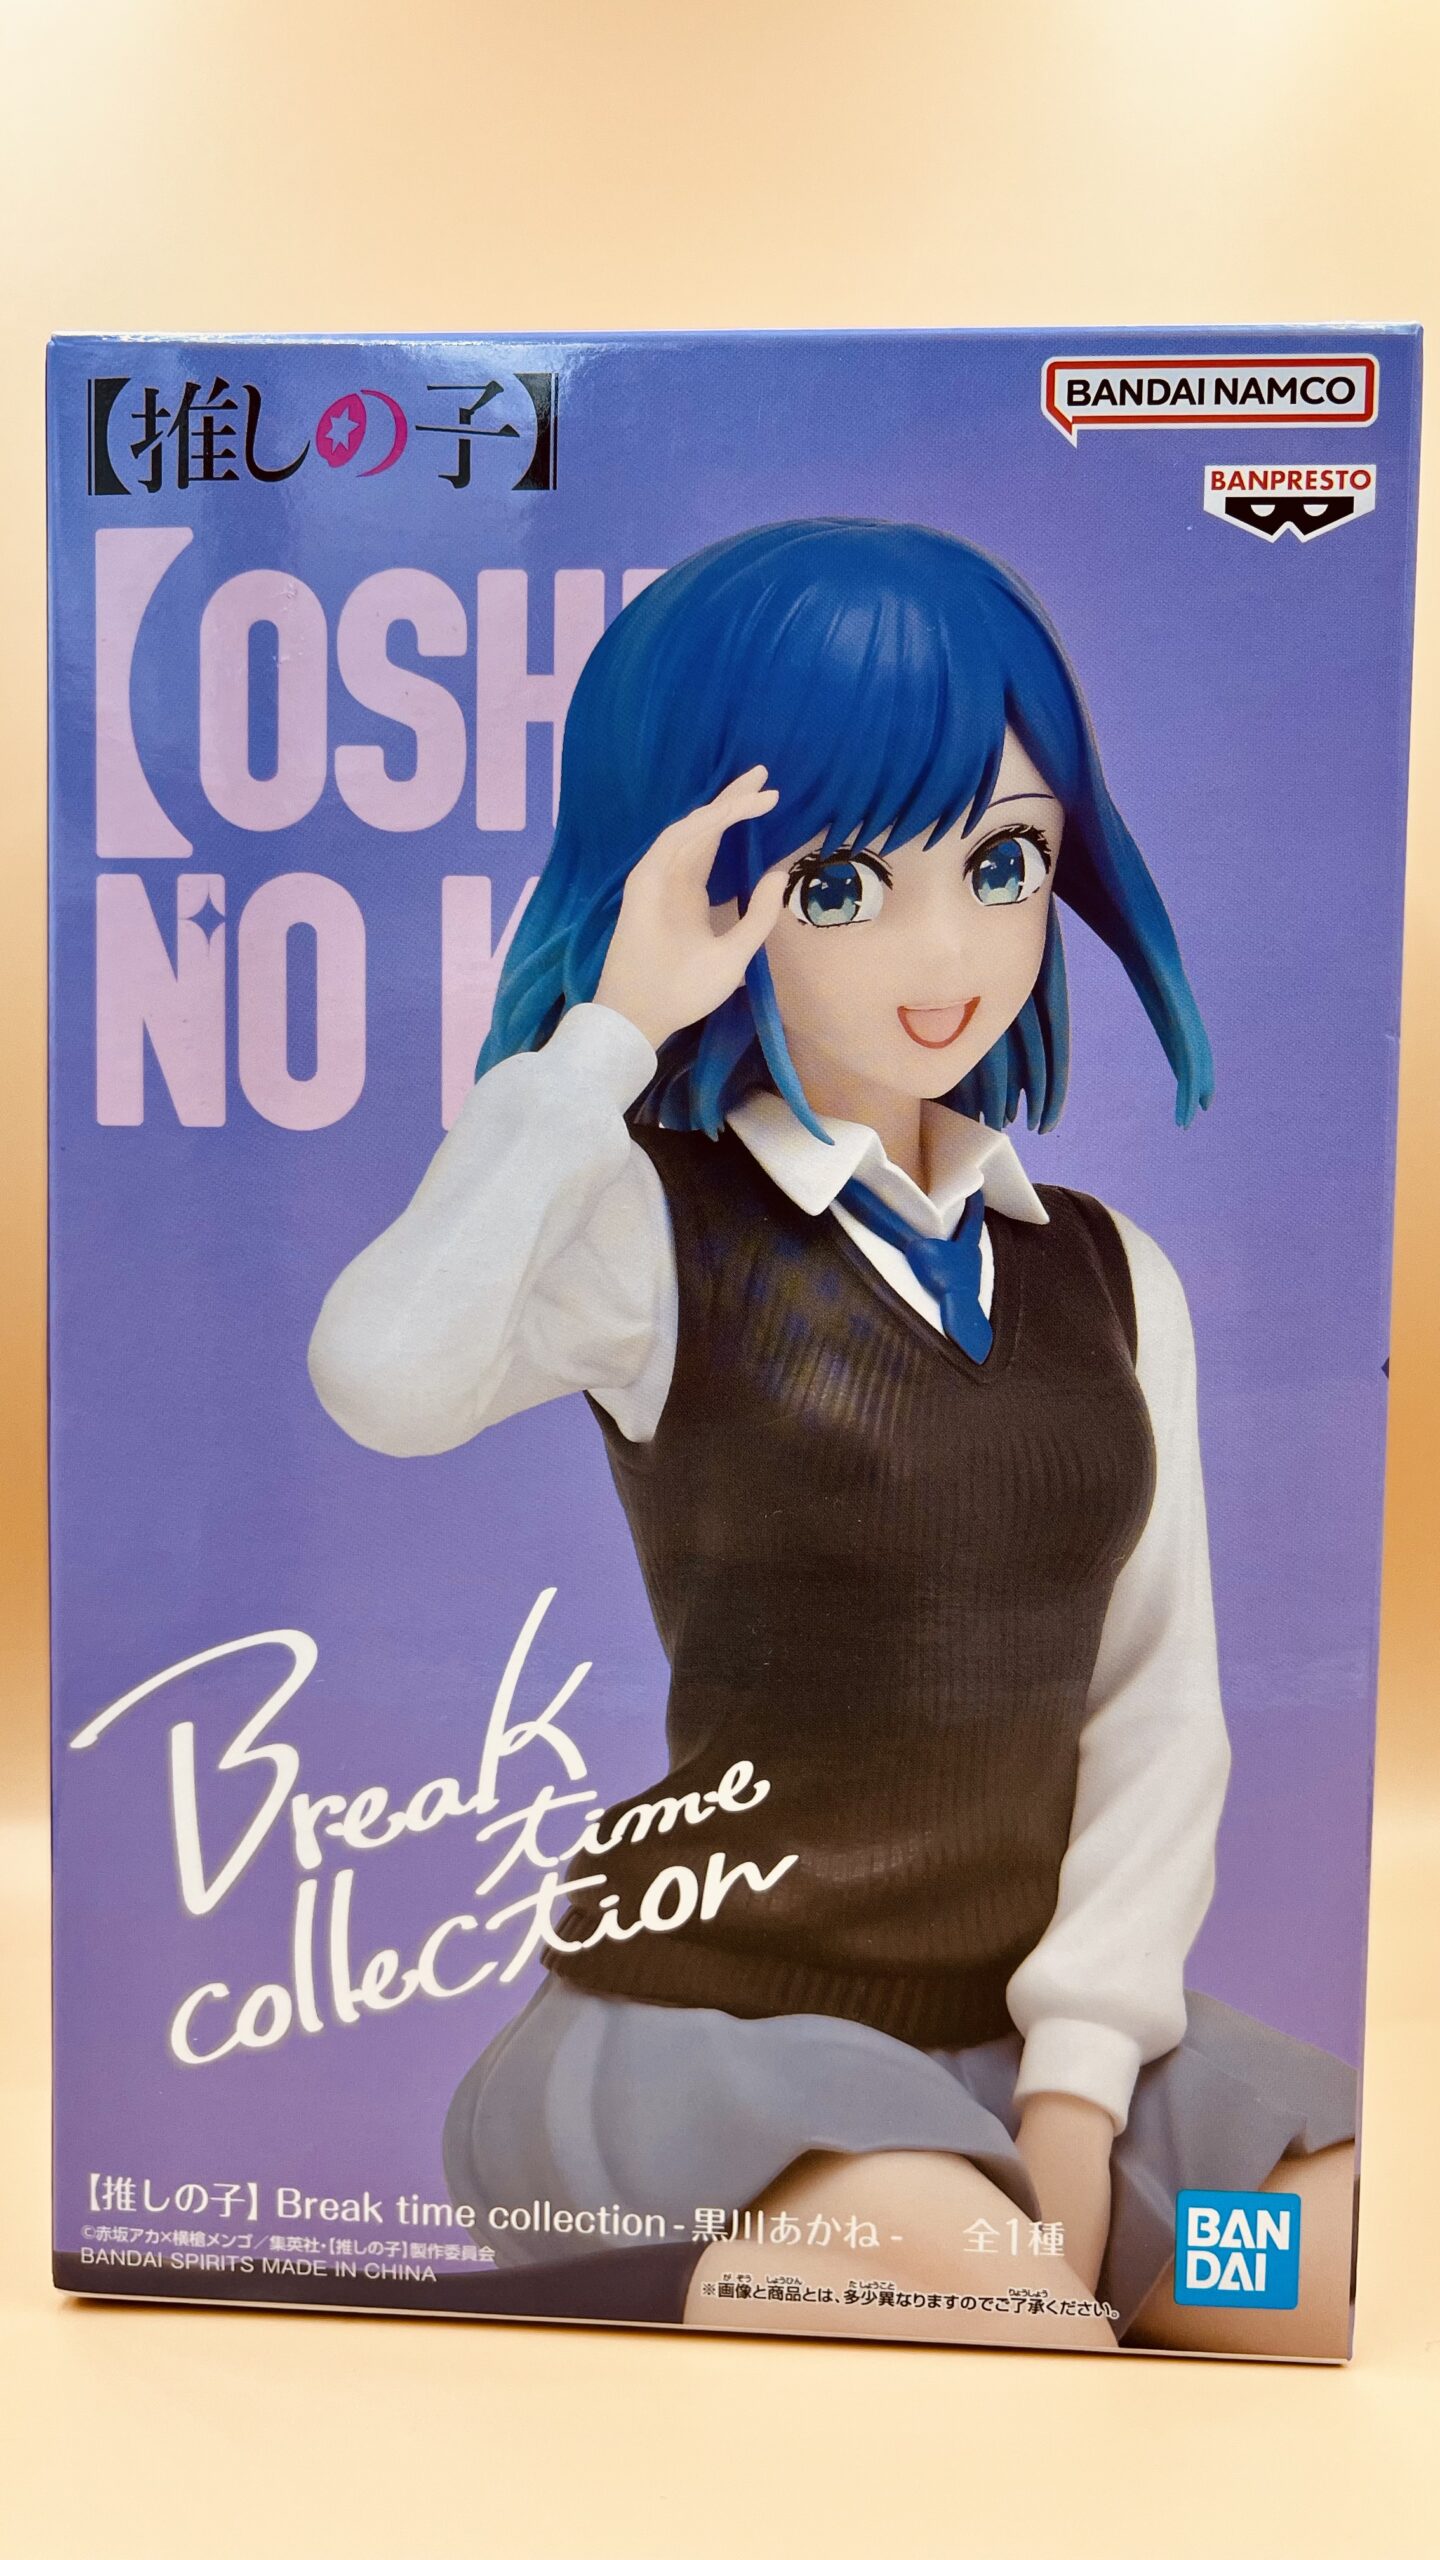 【推しの子】
BANDAI NAMCO
BANPRESTO
【OSHI
NO K
Break
time
collection
【推しの子】Break time collection-黒川あかね- 全1種
©赤坂アカ×横槍メンゴ／集英社・【推しの子】製作委員会
BANDAI SPIRITS MADE IN CHINA
※画像と商品とは、多少異なりますのでご了承ください。
BAN
DAI